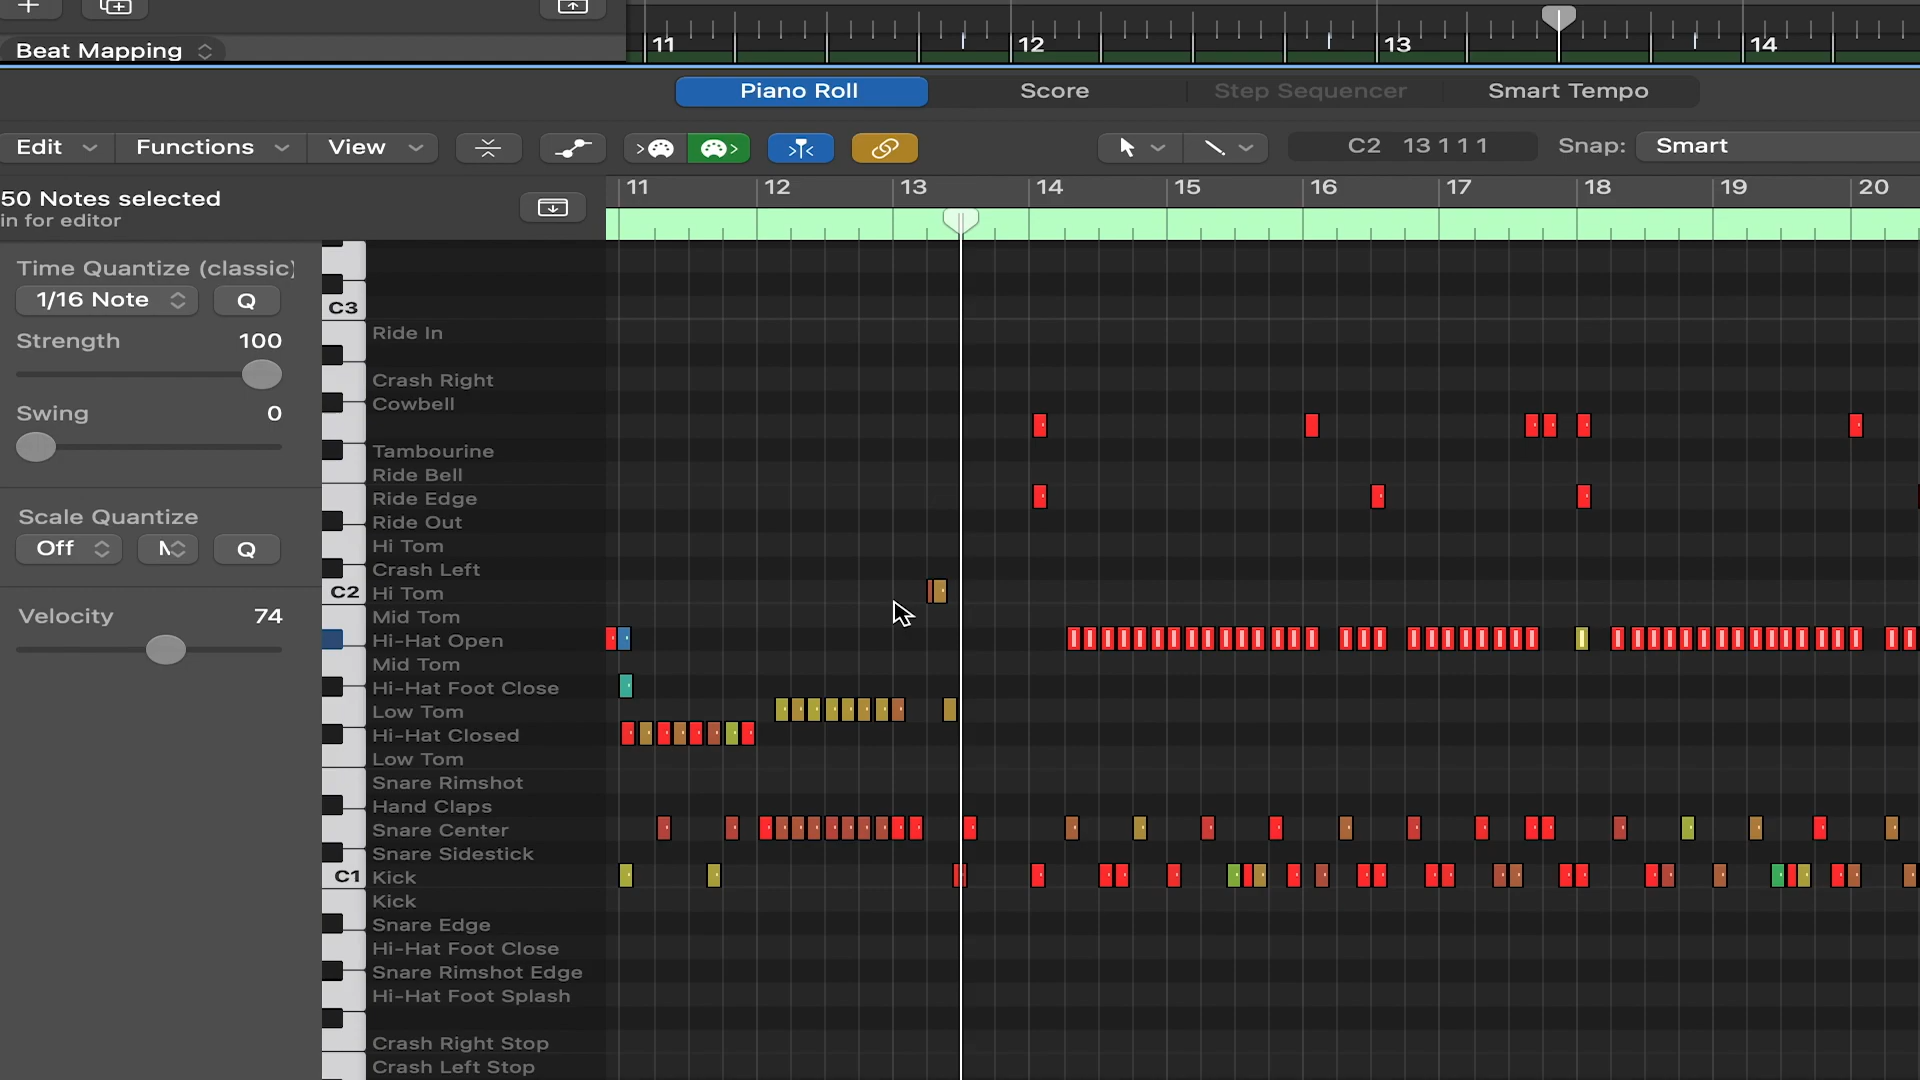 Beat Mapping
11 12 13 14
Piano Roll Score Step Sequencer Smart Tempo
Edit Functions View C2 13 1 1 1 Snap: Smart
50 Notes selected
in for editor
11 12 13 14 15 16 17 18 19 20
Time Quantize (classic)
1/16 Note Q
Strength 100
Swing 0
Scale Quantize
Off Q
Velocity 74
C3
Ride In
Crash Right
Cowbell
Tambourine
Ride Bell
Ride Edge
Ride Out
Hi Tom
Crash Left
C2 Hi Tom
Mid Tom
Hi-Hat Open
Mid Tom
Hi-Hat Foot Close
Low Tom
Hi-Hat Closed
Low Tom
Snare Rimshot
Hand Claps
Snare Center
Snare Sidestick
C1 Kick
Kick
Snare Edge
Hi-Hat Foot Close
Snare Rimshot Edge
Hi-Hat Foot Splash
Crash Right Stop
Crash Left Stop